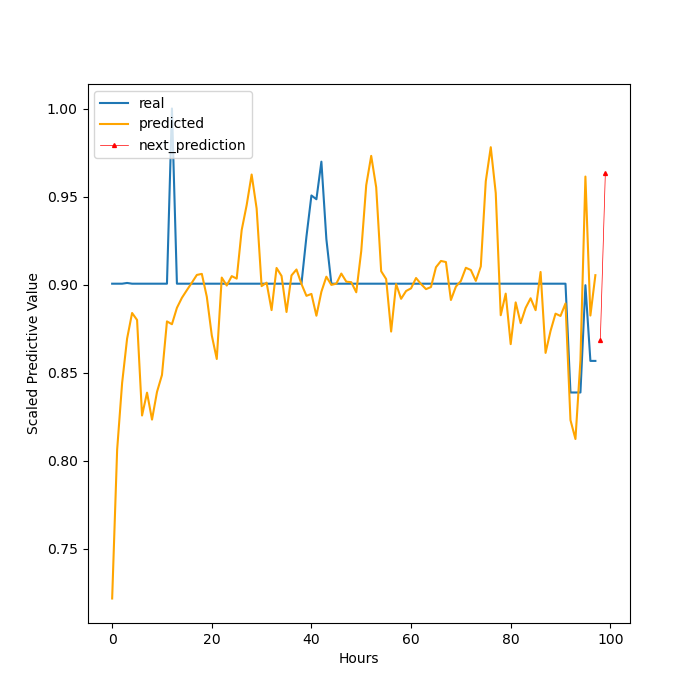 real
predicted
next_prediction
1.00
0.95
0.90
0.85
0.80
0.75
Scaled Predictive Value
0 20 40 60 80 100
Hours